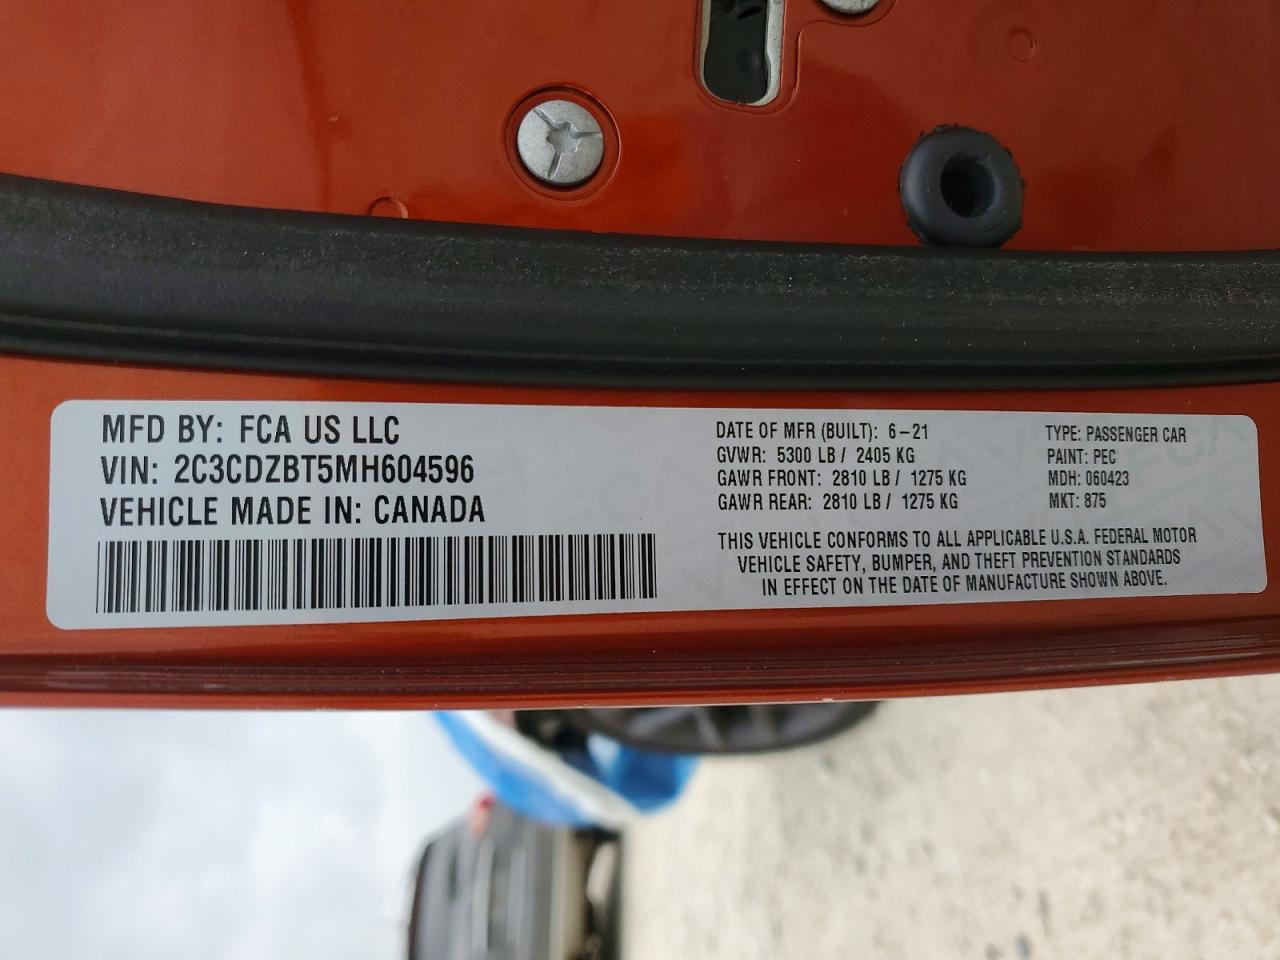 MFD BY: FCA US LLC
VIN: 2C3CDZBT5MH604596
VEHICLE MADE IN: CANADA
DATE OF MFR (BUILT): 6-21
GVWR: 5300 LB / 2405 KG
GAWR FRONT: 2810 LB / 1275 KG
GAWR REAR: 2810 LB / 1275 KG
TYPE: PASSENGER CAR
PAINT: PEC
MDH: 060423
MKT: 875
THIS VEHICLE CONFORMS TO ALL APPLICABLE U.S.A. FEDERAL MOTOR
VEHICLE SAFETY, BUMPER, AND THEFT PREVENTION STANDARDS
IN EFFECT ON THE DATE OF MANUFACTURE SHOWN ABOVE.